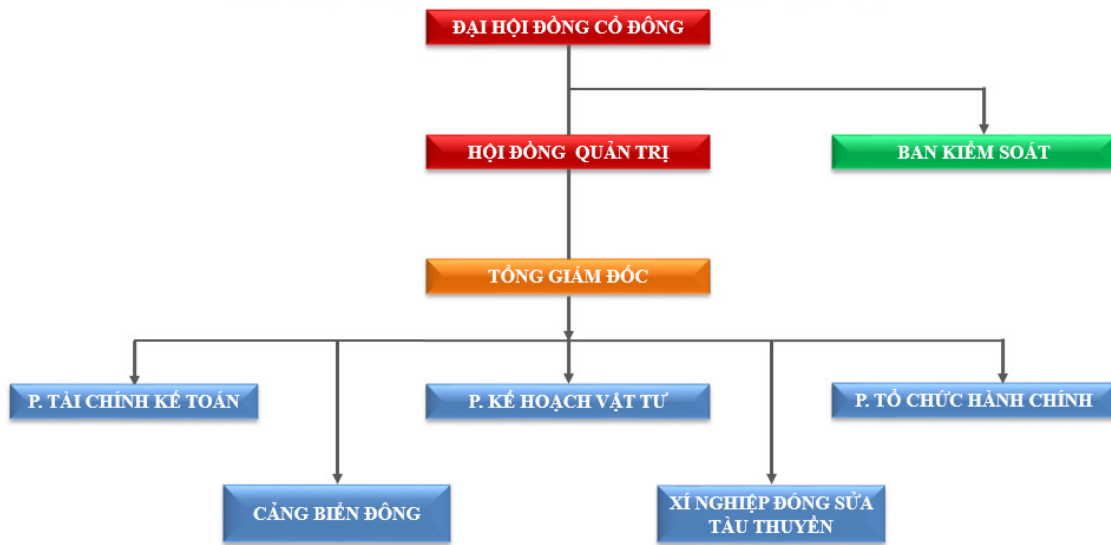 ĐẠI HỘI ĐỒNG CỔ ĐÔNG
HỘI ĐỒNG QUẢN TRỊ
BAN KIỂM SOÁT
TỔNG GIÁM ĐỐC
P. TÀI CHÍNH KẾ TOÁN
P. KẾ HOẠCH VẬT TƯ
P. TỔ CHỨC HÀNH CHÍNH
CẢNG BIỂN ĐÔNG
XÍ NGHIỆP ĐÓNG SỬA
TÀU THUYỀN